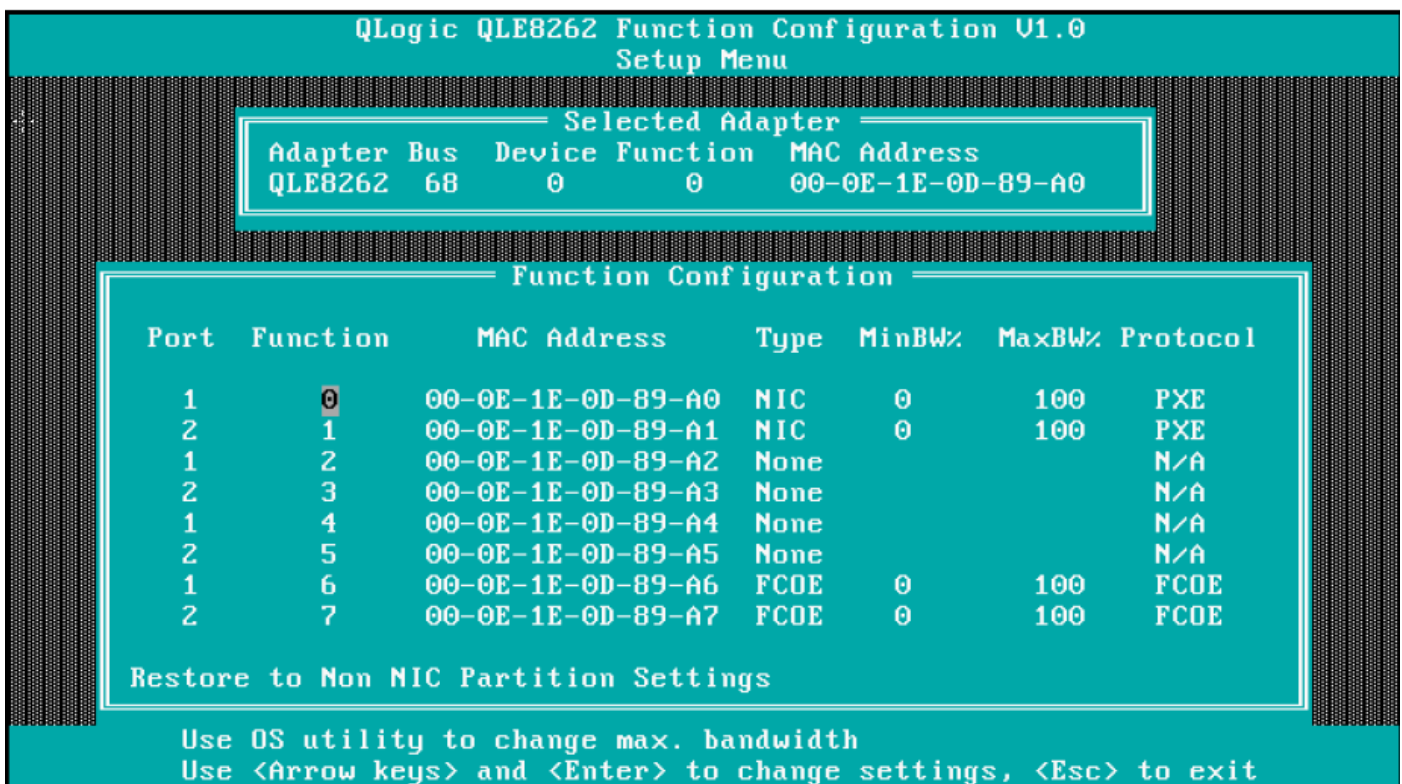 QLogic QLE8262 Function Configuration V1.0
Setup Menu
Selected Adapter
Adapter Bus Device Function MAC Address
QLE8262 68 0 0 00-0E-1E-0D-89-A0
Function Configuration
Port Function MAC Address Type MinBW% MaxBW% Protocol
1 0 00-0E-1E-0D-89-A0 NIC 0 100 PXE
2 1 00-0E-1E-0D-89-A1 NIC 0 100 PXE
1 2 00-0E-1E-0D-89-A2 None N/A
2 3 00-0E-1E-0D-89-A3 None N/A
1 4 00-0E-1E-0D-89-A4 None N/A
2 5 00-0E-1E-0D-89-A5 None N/A
1 6 00-0E-1E-0D-89-A6 FCOE 0 100 FCOE
2 7 00-0E-1E-0D-89-A7 FCOE 0 100 FCOE
Restore to Non NIC Partition Settings
Use OS utility to change max. bandwidth
Use <Arrow keys> and <Enter> to change settings, <Esc> to exit